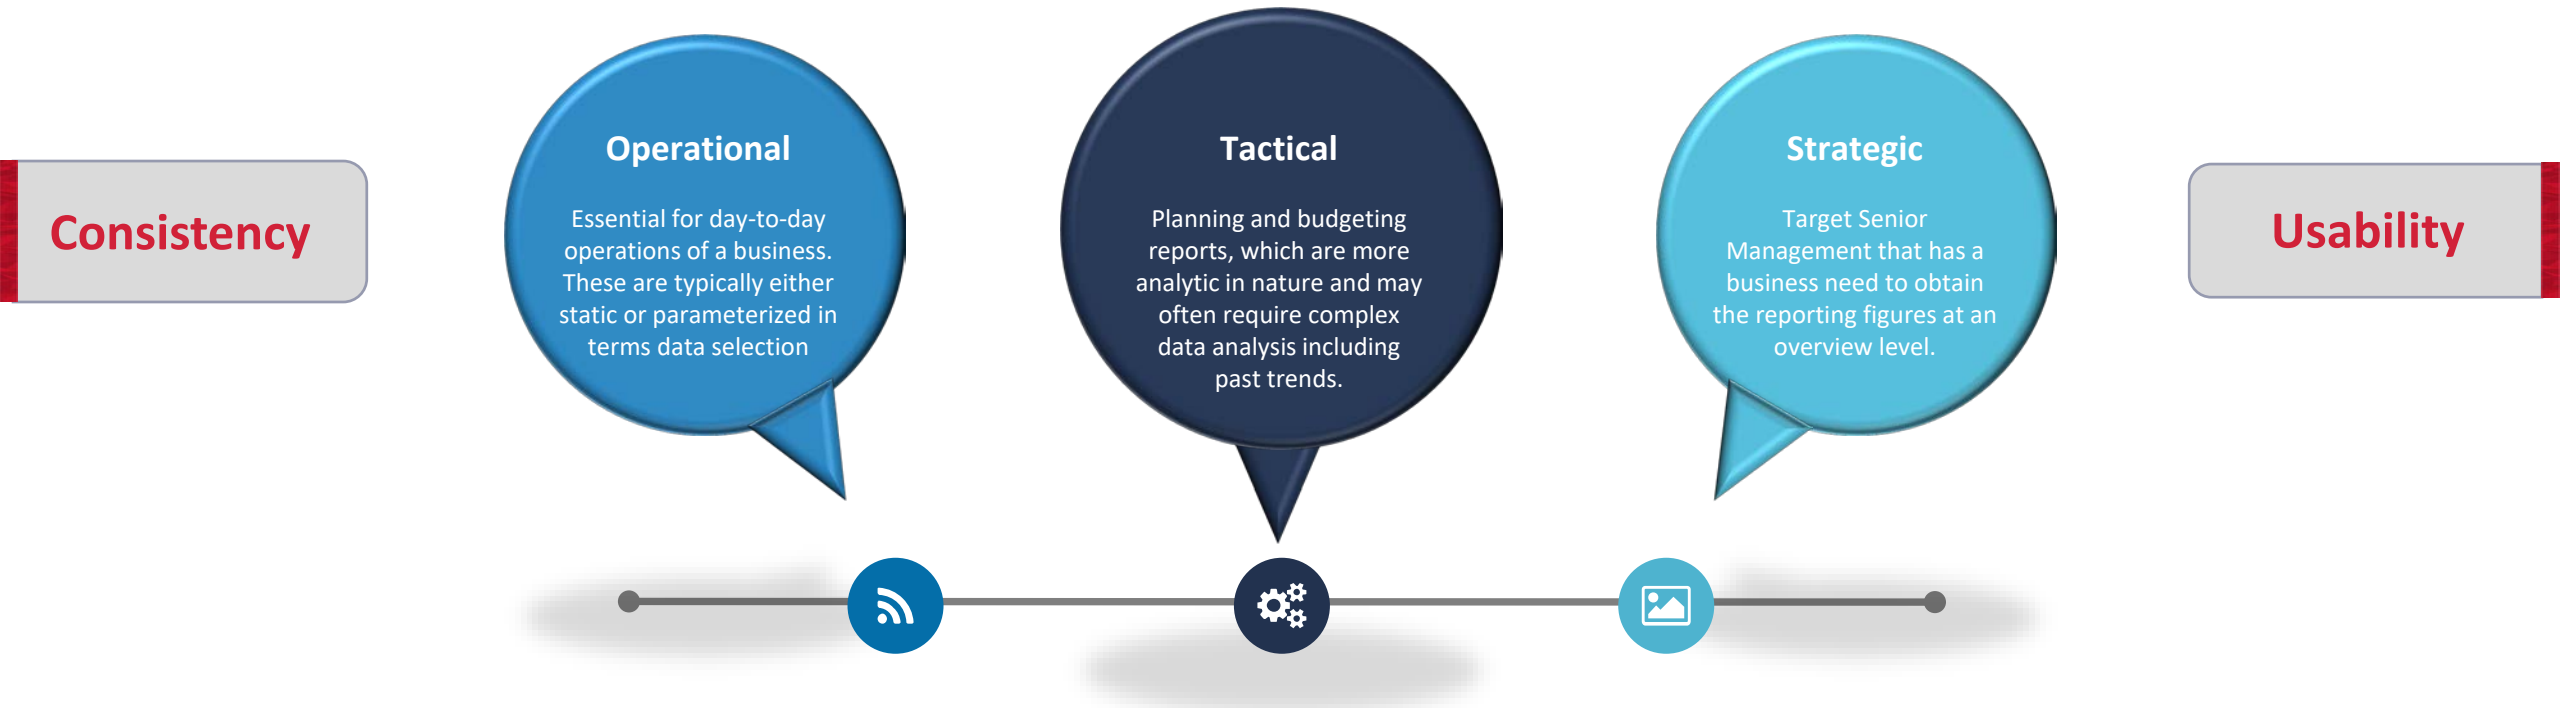 Consistency
Operational
Essential for day-to-day
operations of a business.
These are typically either
static or parameterized in
terms data selection
Tactical
Planning and budgeting
reports, which are more
analytic in nature and may
often require complex
data analysis including
past trends.
Strategic
Target Senior
Management that has a
business need to obtain
the reporting figures at an
overview level.
Usability